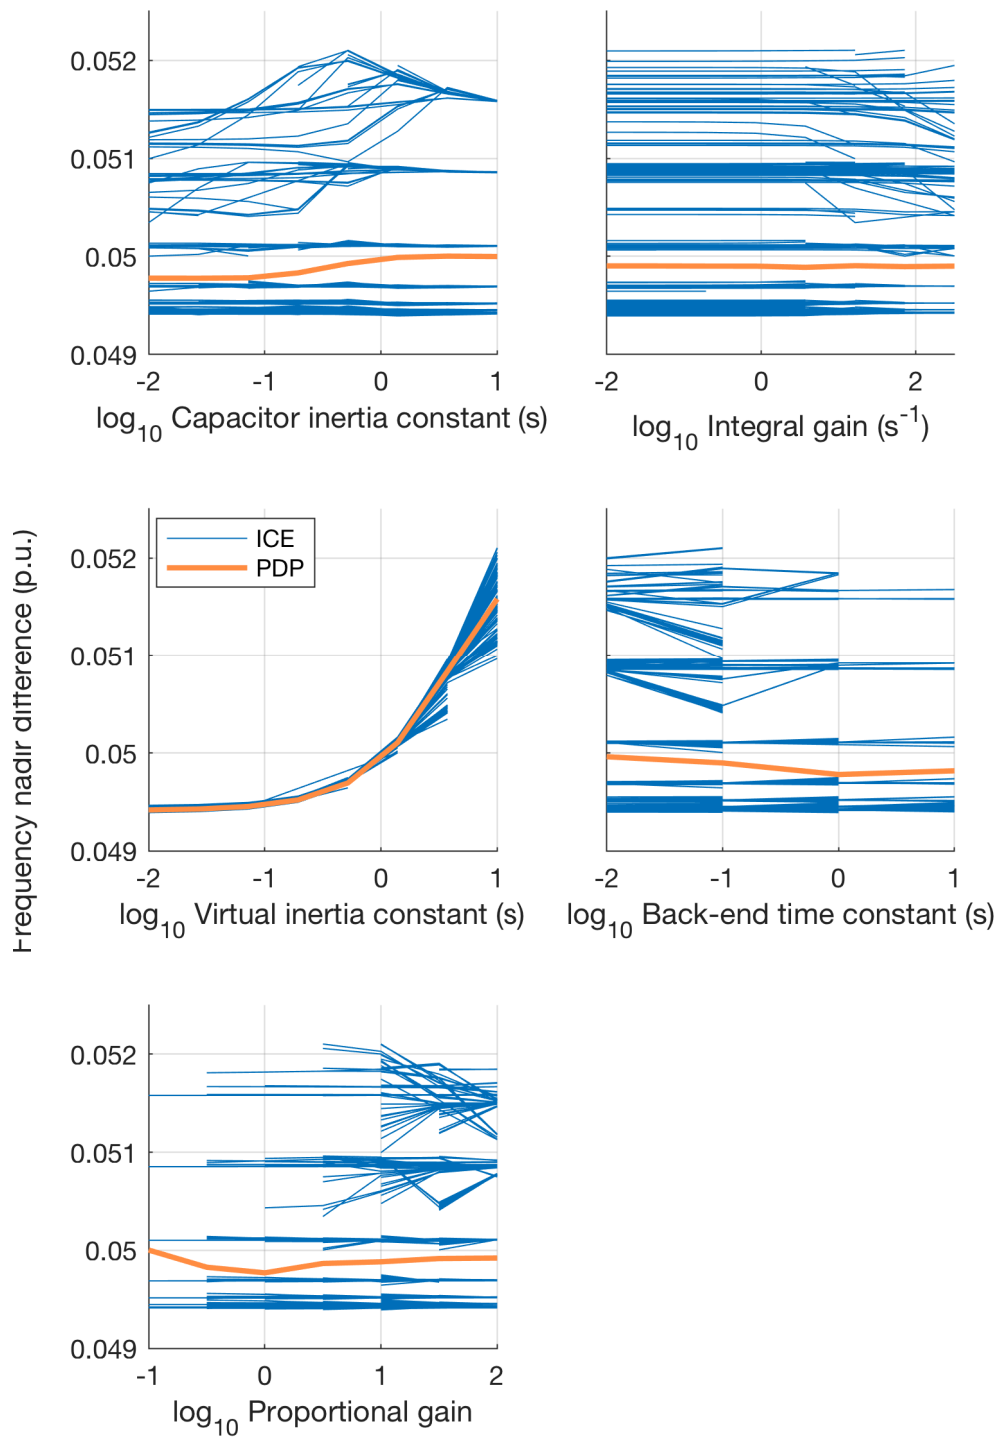 0.052
0.051
0.05
0.049
-2 -1 0 1
log10 Capacitor inertia constant (s)
-2 0 2
log10 Integral gain (s-1)
Frequency nadir difference (p.u.)
ICE
PDP
0.052
0.051
0.05
0.049
-2 -1 0 1
log10 Virtual inertia constant (s)
-2 -1 0 1
log10 Back-end time constant (s)
0.052
0.051
0.05
0.049
-1 0 1 2
log10 Proportional gain